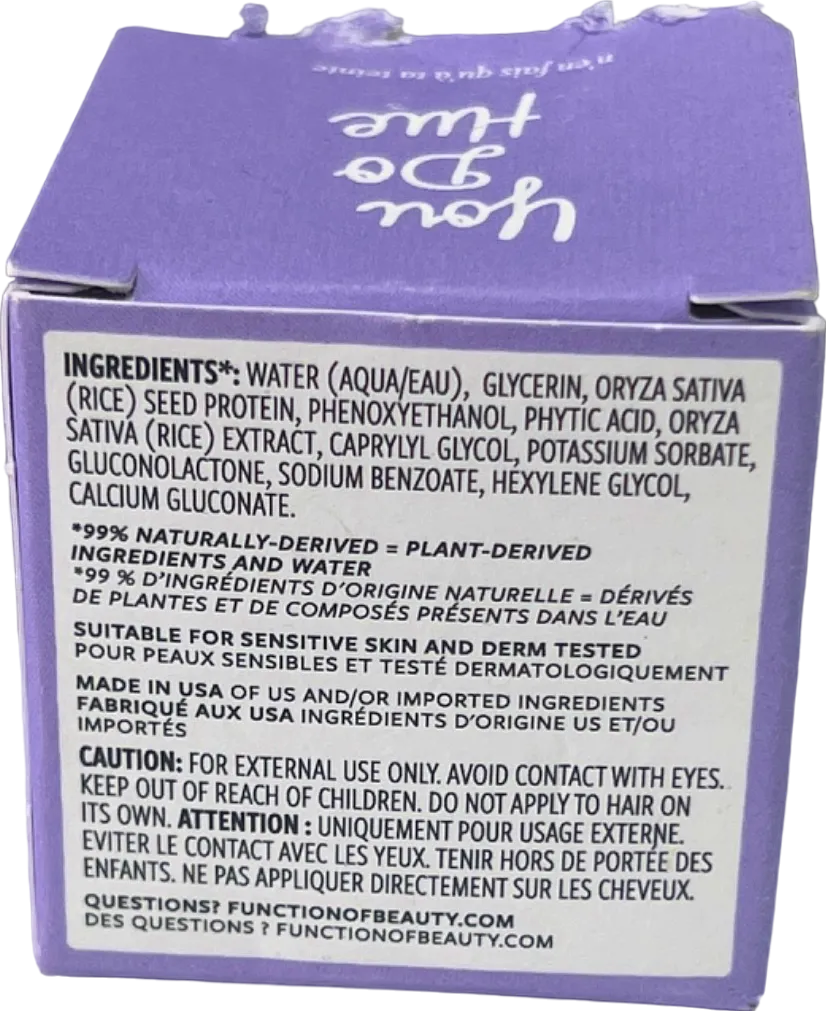 n'en fais qu'à ta teinte
You
Do
Hue
INGREDIENTS*: WATER (AQUA/EAU), GLYCERIN, ORYZA SATIVA
(RICE) SEED PROTEIN, PHENOXYETHANOL, PHYTIC ACID, ORYZA
SATIVA (RICE) EXTRACT, CAPRYLYL GLYCOL, POTASSIUM SORBATE,
GLUCONOLACTONE, SODIUM BENZOATE, HEXYLENE GLYCOL,
CALCIUM GLUCONATE.
*99% NATURALLY-DERIVED = PLANT-DERIVED
INGREDIENTS AND WATER
*99 % D'INGRÉDIENTS D'ORIGINE NATURELLE = DÉRIVÉS
DE PLANTES ET DE COMPOSÉS PRÉSENTS DANS L'EAU
SUITABLE FOR SENSITIVE SKIN AND DERM TESTED
POUR PEAUX SENSIBLES ET TESTÉ DERMATOLOGIQUEMENT
MADE IN USA OF US AND/OR IMPORTED INGREDIENTS
FABRIQUÉ AUX USA INGRÉDIENTS D'ORIGINE US ET/OU
IMPORTÉS
CAUTION: FOR EXTERNAL USE ONLY. AVOID CONTACT WITH EYES.
KEEP OUT OF REACH OF CHILDREN. DO NOT APPLY TO HAIR ON
ITS OWN. ATTENTION : UNIQUEMENT POUR USAGE EXTERNE.
EVITER LE CONTACT AVEC LES YEUX. TENIR HORS DE PORTÉE DES
ENFANTS. NE PAS APPLIQUER DIRECTEMENT SUR LES CHEVEUX.
QUESTIONS? FUNCTIONOFBEAUTY.COM
DES QUESTIONS ? FUNCTIONOFBEAUTY.COM